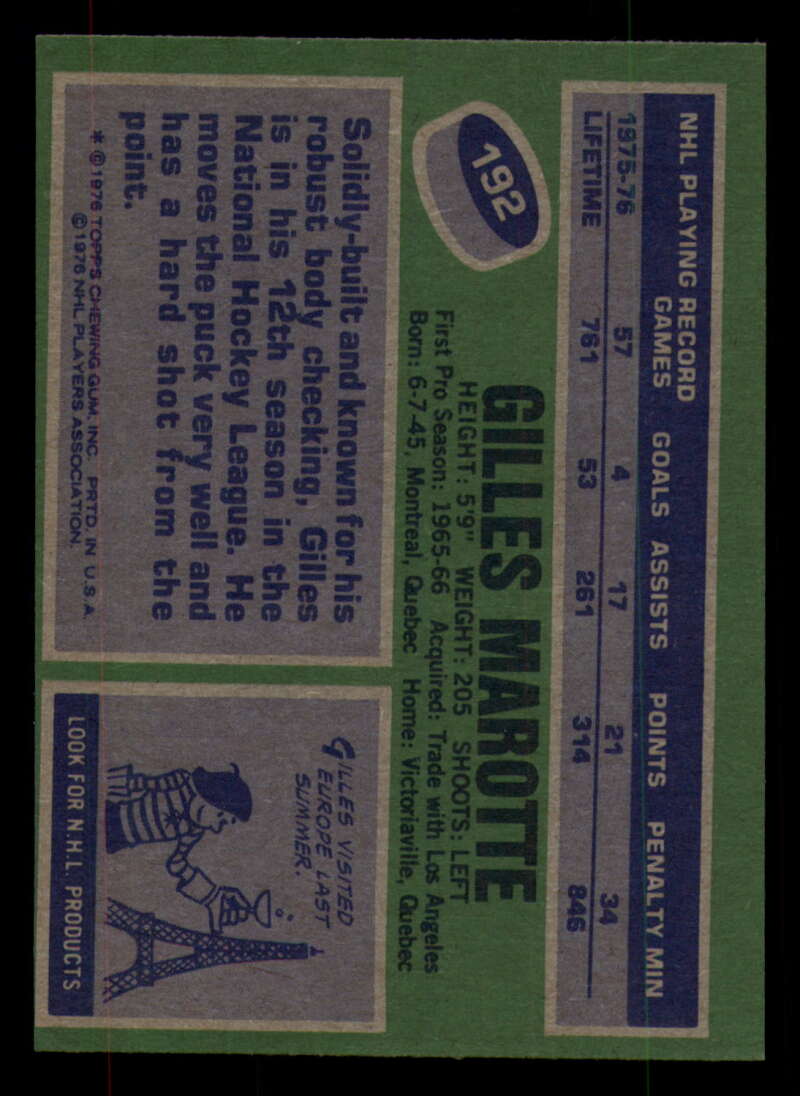 NHL PLAYING RECORD
GAMES GOALS ASSISTS POINTS PENALTY MIN
1975-76 57 4 17 21 34
LIFETIME 761 53 261 314 846
192
GILLES MAROTTE
HEIGHT: 5'9" WEIGHT: 205 SHOOTS: LEFT
First Pro Season: 1965-66 Acquired: Trade with Los Angeles
Born: 6-7-45, Montreal, Quebec Home: Victoriaville, Quebec
Solidly-built and known for his
robust body checking, Gilles
is in his 12th season in the
National Hockey League. He
moves the puck very well and
has a hard shot from the
point.
* ©1976 TOPPS CHEWING GUM, INC. PRTD. IN U.S.A.
©1976 NHL PLAYERS ASSOCIATION.
GILLES VISITED
EUROPE LAST
SUMMER.
LOOK FOR N.H.L. PRODUCTS